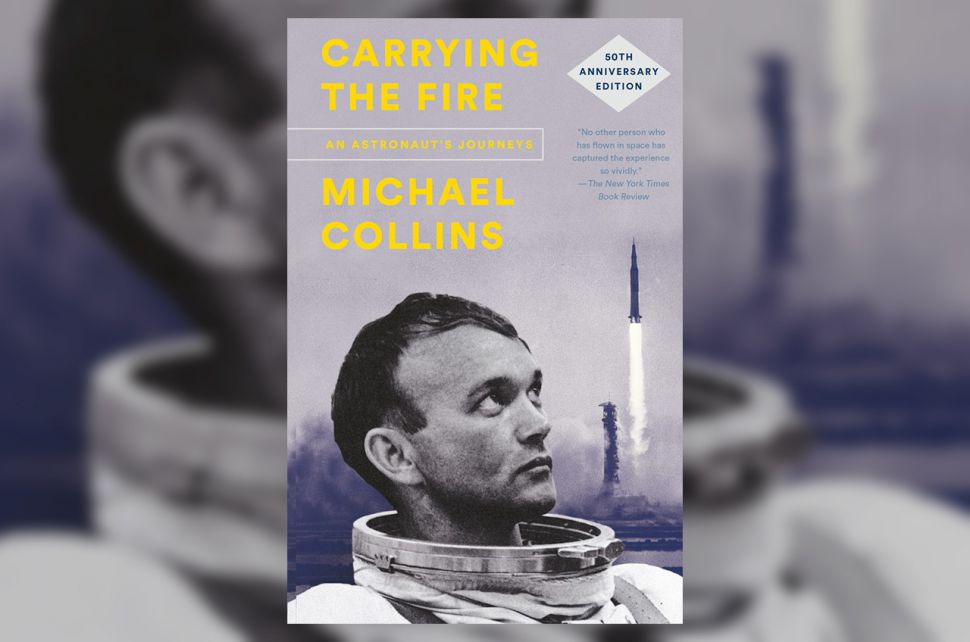 CARRYING
THE FIRE
AN ASTRONAUT'S JOURNEYS
MICHAEL
COLLINS
50TH
ANNIVERSARY
EDITION
"No other person who
has flown in space has
captured the experience
so vividly."
—The New York Times
Book Review